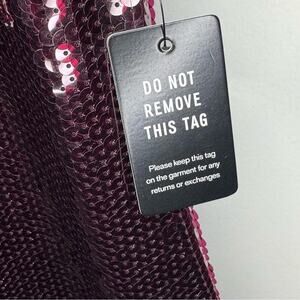 DO NOT
REMOVE
THIS TAG
Please keep this tag
on the garment for any
returns or exchanges